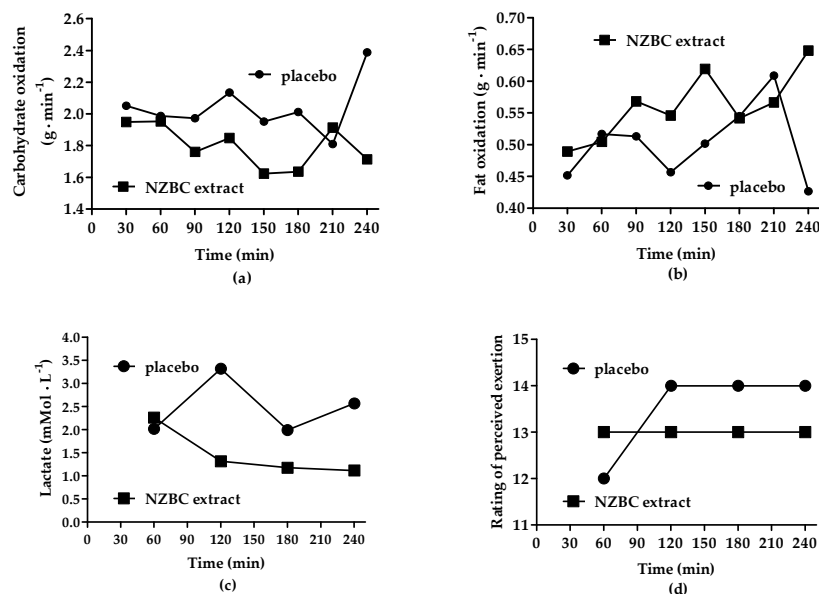 Carbohydrate oxidation
(g · min⁻¹)
2.6
2.4
2.2
2.0
1.8
1.6
1.4
placebo
NZBC extract
0 30 60 90 120 150 180 210 240
Time (min)
(a)
Fat oxidation (g · min⁻¹)
0.70
0.65
0.60
0.55
0.50
0.45
0.40
NZBC extract
placebo
0 30 60 90 120 150 180 210 240
Time (min)
(b)
Lactate (mMol · L⁻¹)
4.0
3.5
3.0
2.5
2.0
1.5
1.0
0.5
0.0
placebo
NZBC extract
0 30 60 90 120 150 180 210 240
Time (min)
(c)
Rating of perceived exertion
15
14
13
12
11
placebo
NZBC extract
0 30 60 90 120 150 180 210 240
Time (min)
(d)